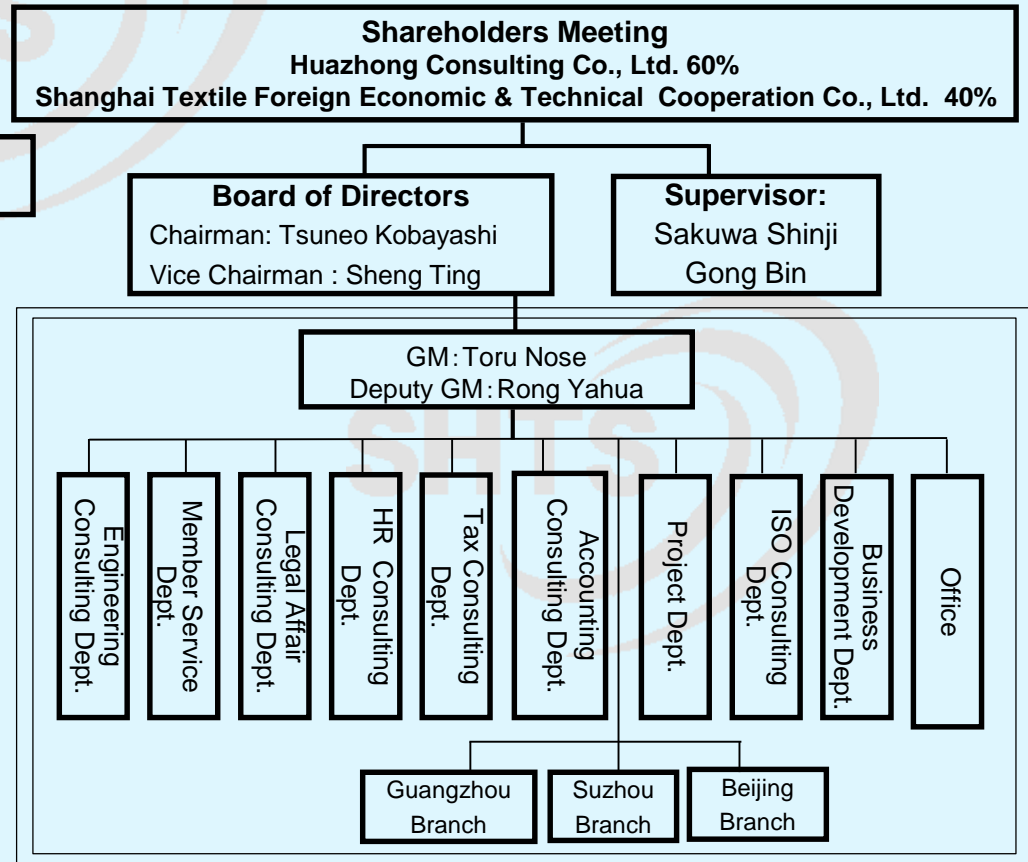 Shareholders Meeting
Huazhong Consulting Co., Ltd. 60%
Shanghai Textile Foreign Economic & Technical Cooperation Co., Ltd. 40%
Board of Directors
Chairman: Tsuneo Kobayashi
Vice Chairman : Sheng Ting
Supervisor:
Sakuwa Shinji
Gong Bin
GM:Toru Nose
Deputy GM:Rong Yahua
SHTS
Engineering
Consulting Dept.
Member Service
Dept.
Legal Affair
Consulting Dept.
HR Consulting
Dept.
Tax Consulting
Dept.
Accounting
Consulting Dept.
Project Dept.
ISO Consulting
Dept.
Business
Development Dept.
Office
Guangzhou
Branch
Suzhou
Branch
Beijing
Branch